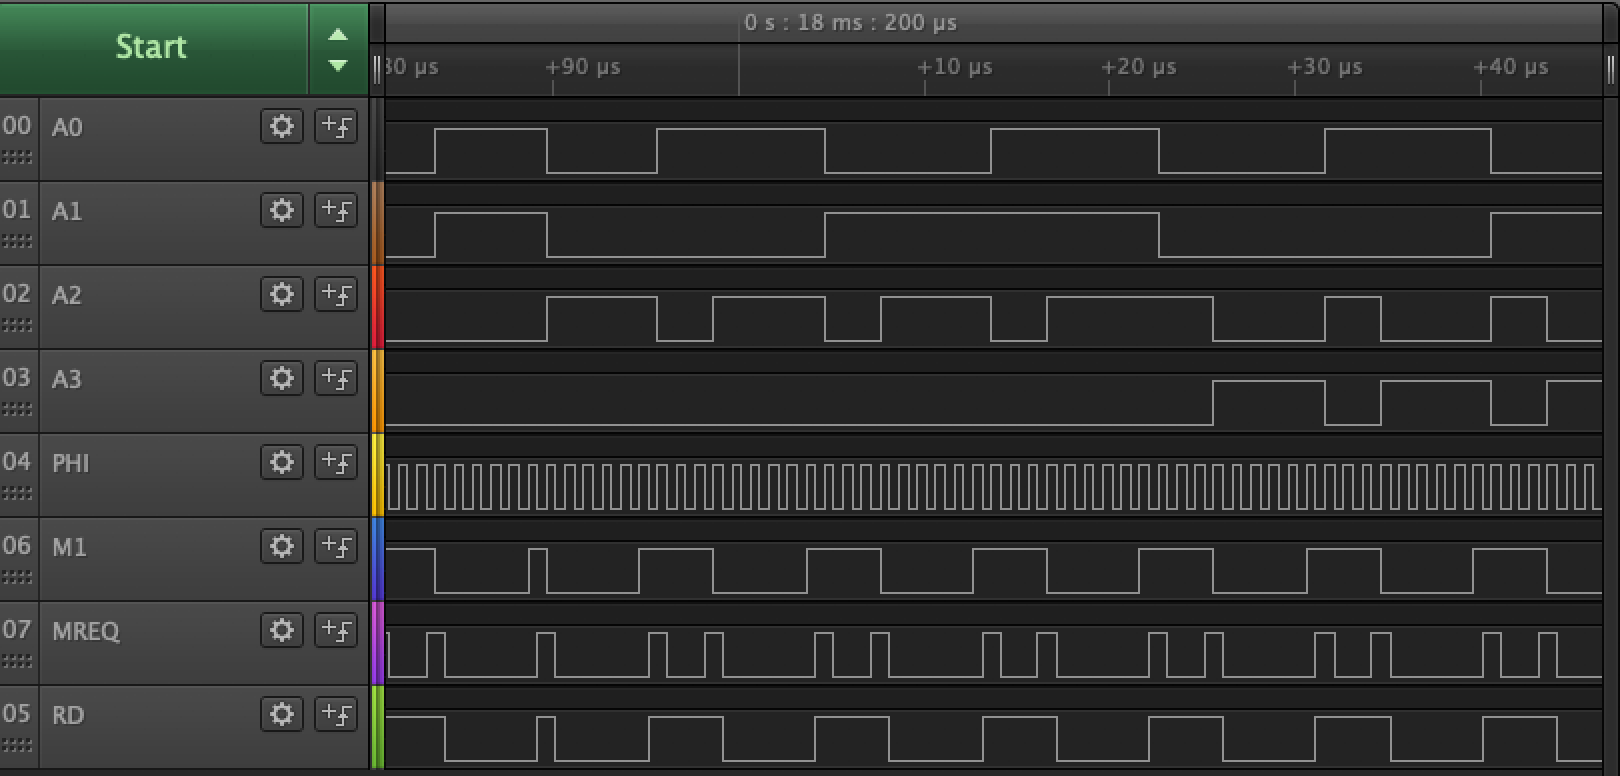 Start
0 s : 18 ms : 200 µs
30 µs +90 µs +10 µs +20 µs +30 µs +40 µs
00 A0
01 A1
02 A2
03 A3
04 PHI
06 M1
07 MREQ
05 RD